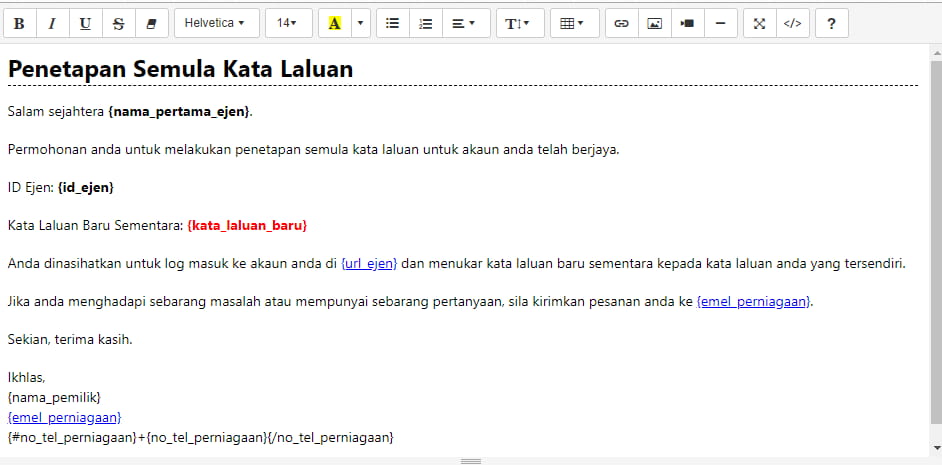 B I U S Helvetica 14 A T ?
Penetapan Semula Kata Laluan
Salam sejahtera {nama_pertama_ejen}.
Permohonan anda untuk melakukan penetapan semula kata laluan untuk akaun anda telah berjaya.
ID Ejen: {id_ejen}
Kata Laluan Baru Sementara: {kata_laluan_baru}
Anda dinasihatkan untuk log masuk ke akaun anda di {url_ejen} dan menukar kata laluan baru sementara kepada kata laluan anda yang tersendiri.
Jika anda menghadapi sebarang masalah atau mempunyai sebarang pertanyaan, sila kirimkan pesanan anda ke {emel_perniagaan}.
Sekian, terima kasih.
Ikhlas,
{nama_pemilik}
{emel_perniagaan}
{#no_tel_perniagaan}+{no_tel_perniagaan}{/no_tel_perniagaan}